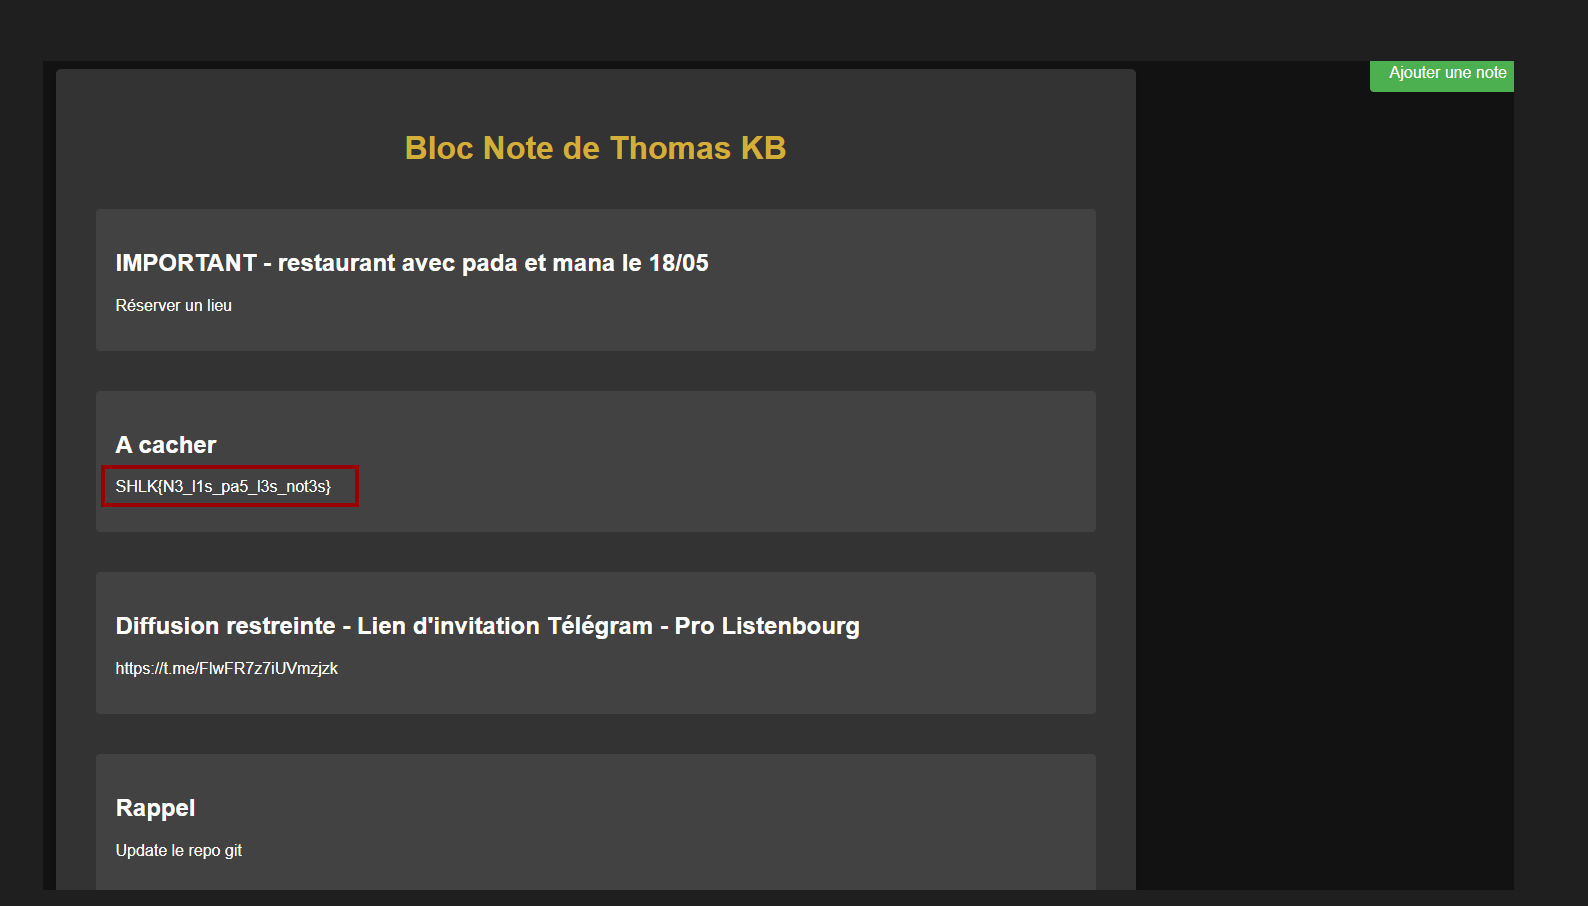 Ajouter une note
Bloc Note de Thomas KB
IMPORTANT - restaurant avec pada et mana le 18/05
Réserver un lieu
A cacher
SHLK{N3_l1s_pa5_l3s_not3s}
Diffusion restreinte - Lien d'invitation Télégram - Pro Listenbourg
https://t.me/FlwFR7z7iUVmzjzk
Rappel
Update le repo git